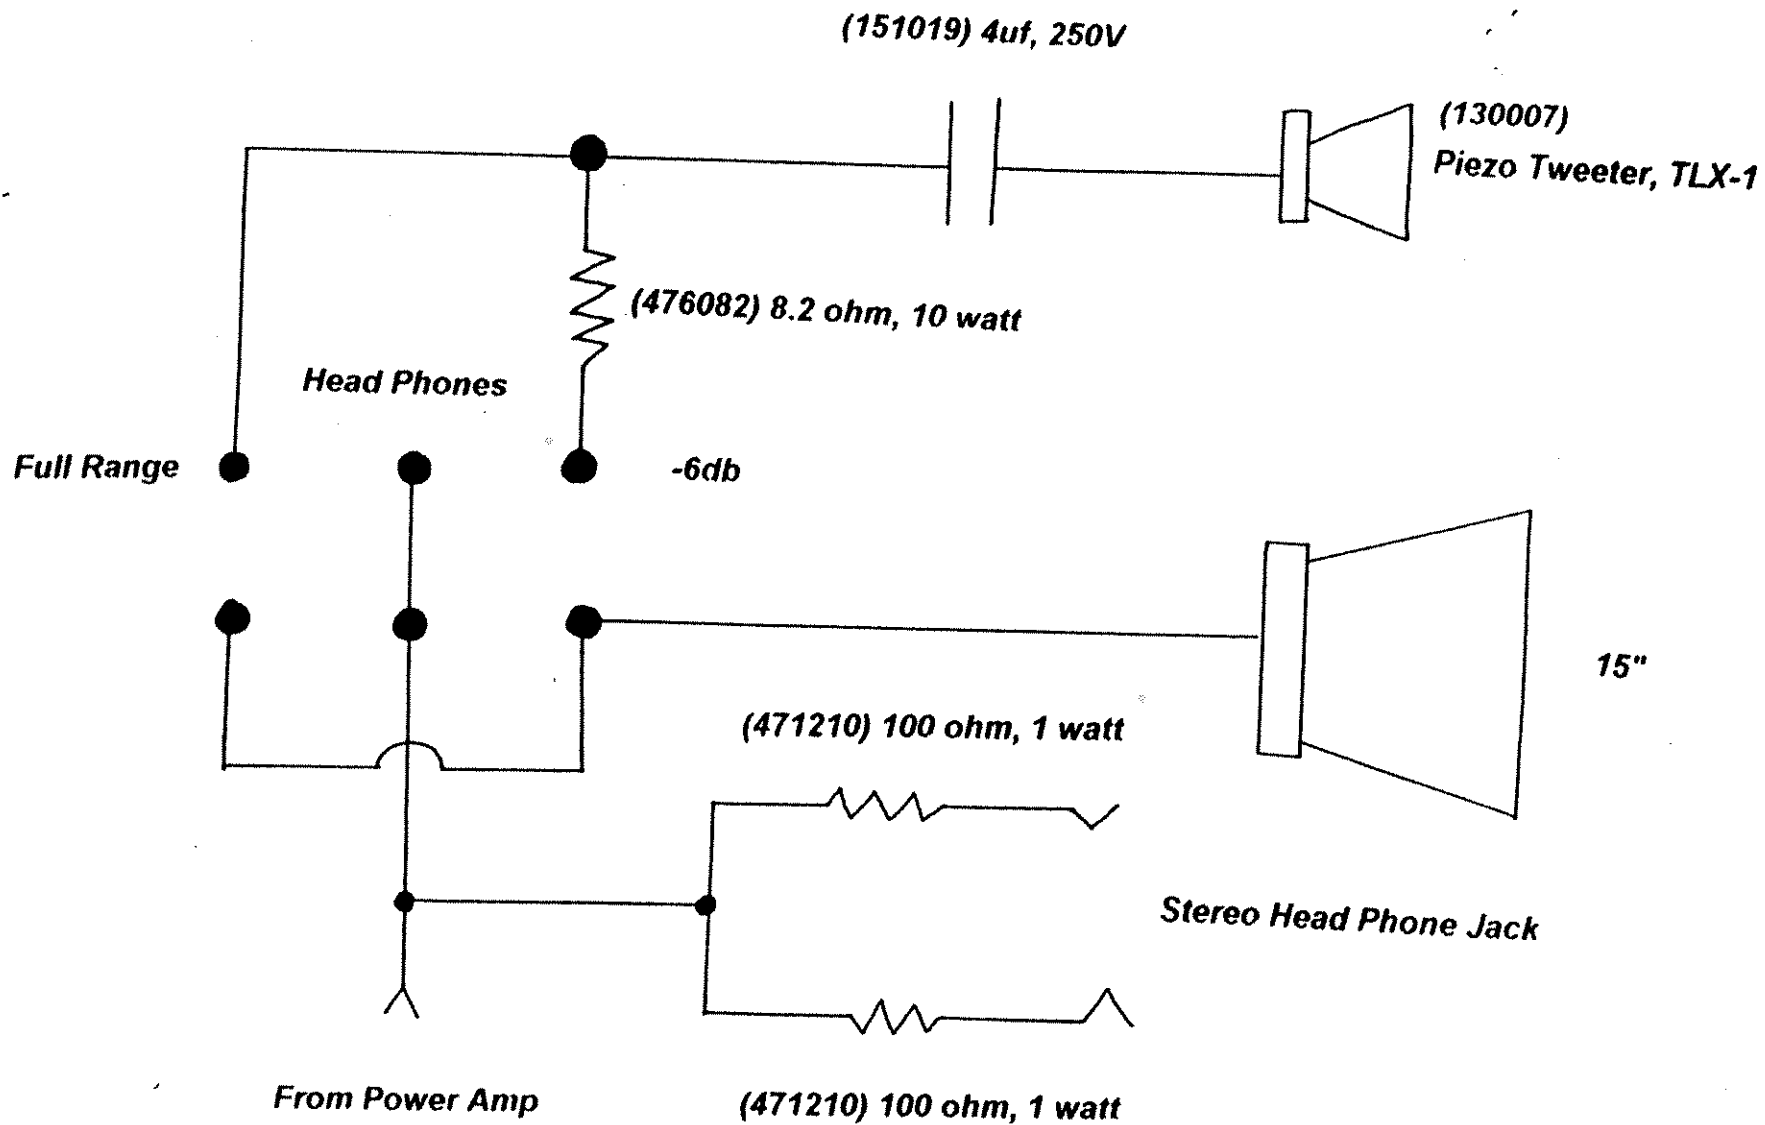 (151019) 4uf, 250V
(130007)
Piezo Tweeter, TLX-1
(476082) 8.2 ohm, 10 watt
Head Phones
Full Range
-6db
15"
(471210) 100 ohm, 1 watt
Stereo Head Phone Jack
From Power Amp
(471210) 100 ohm, 1 watt